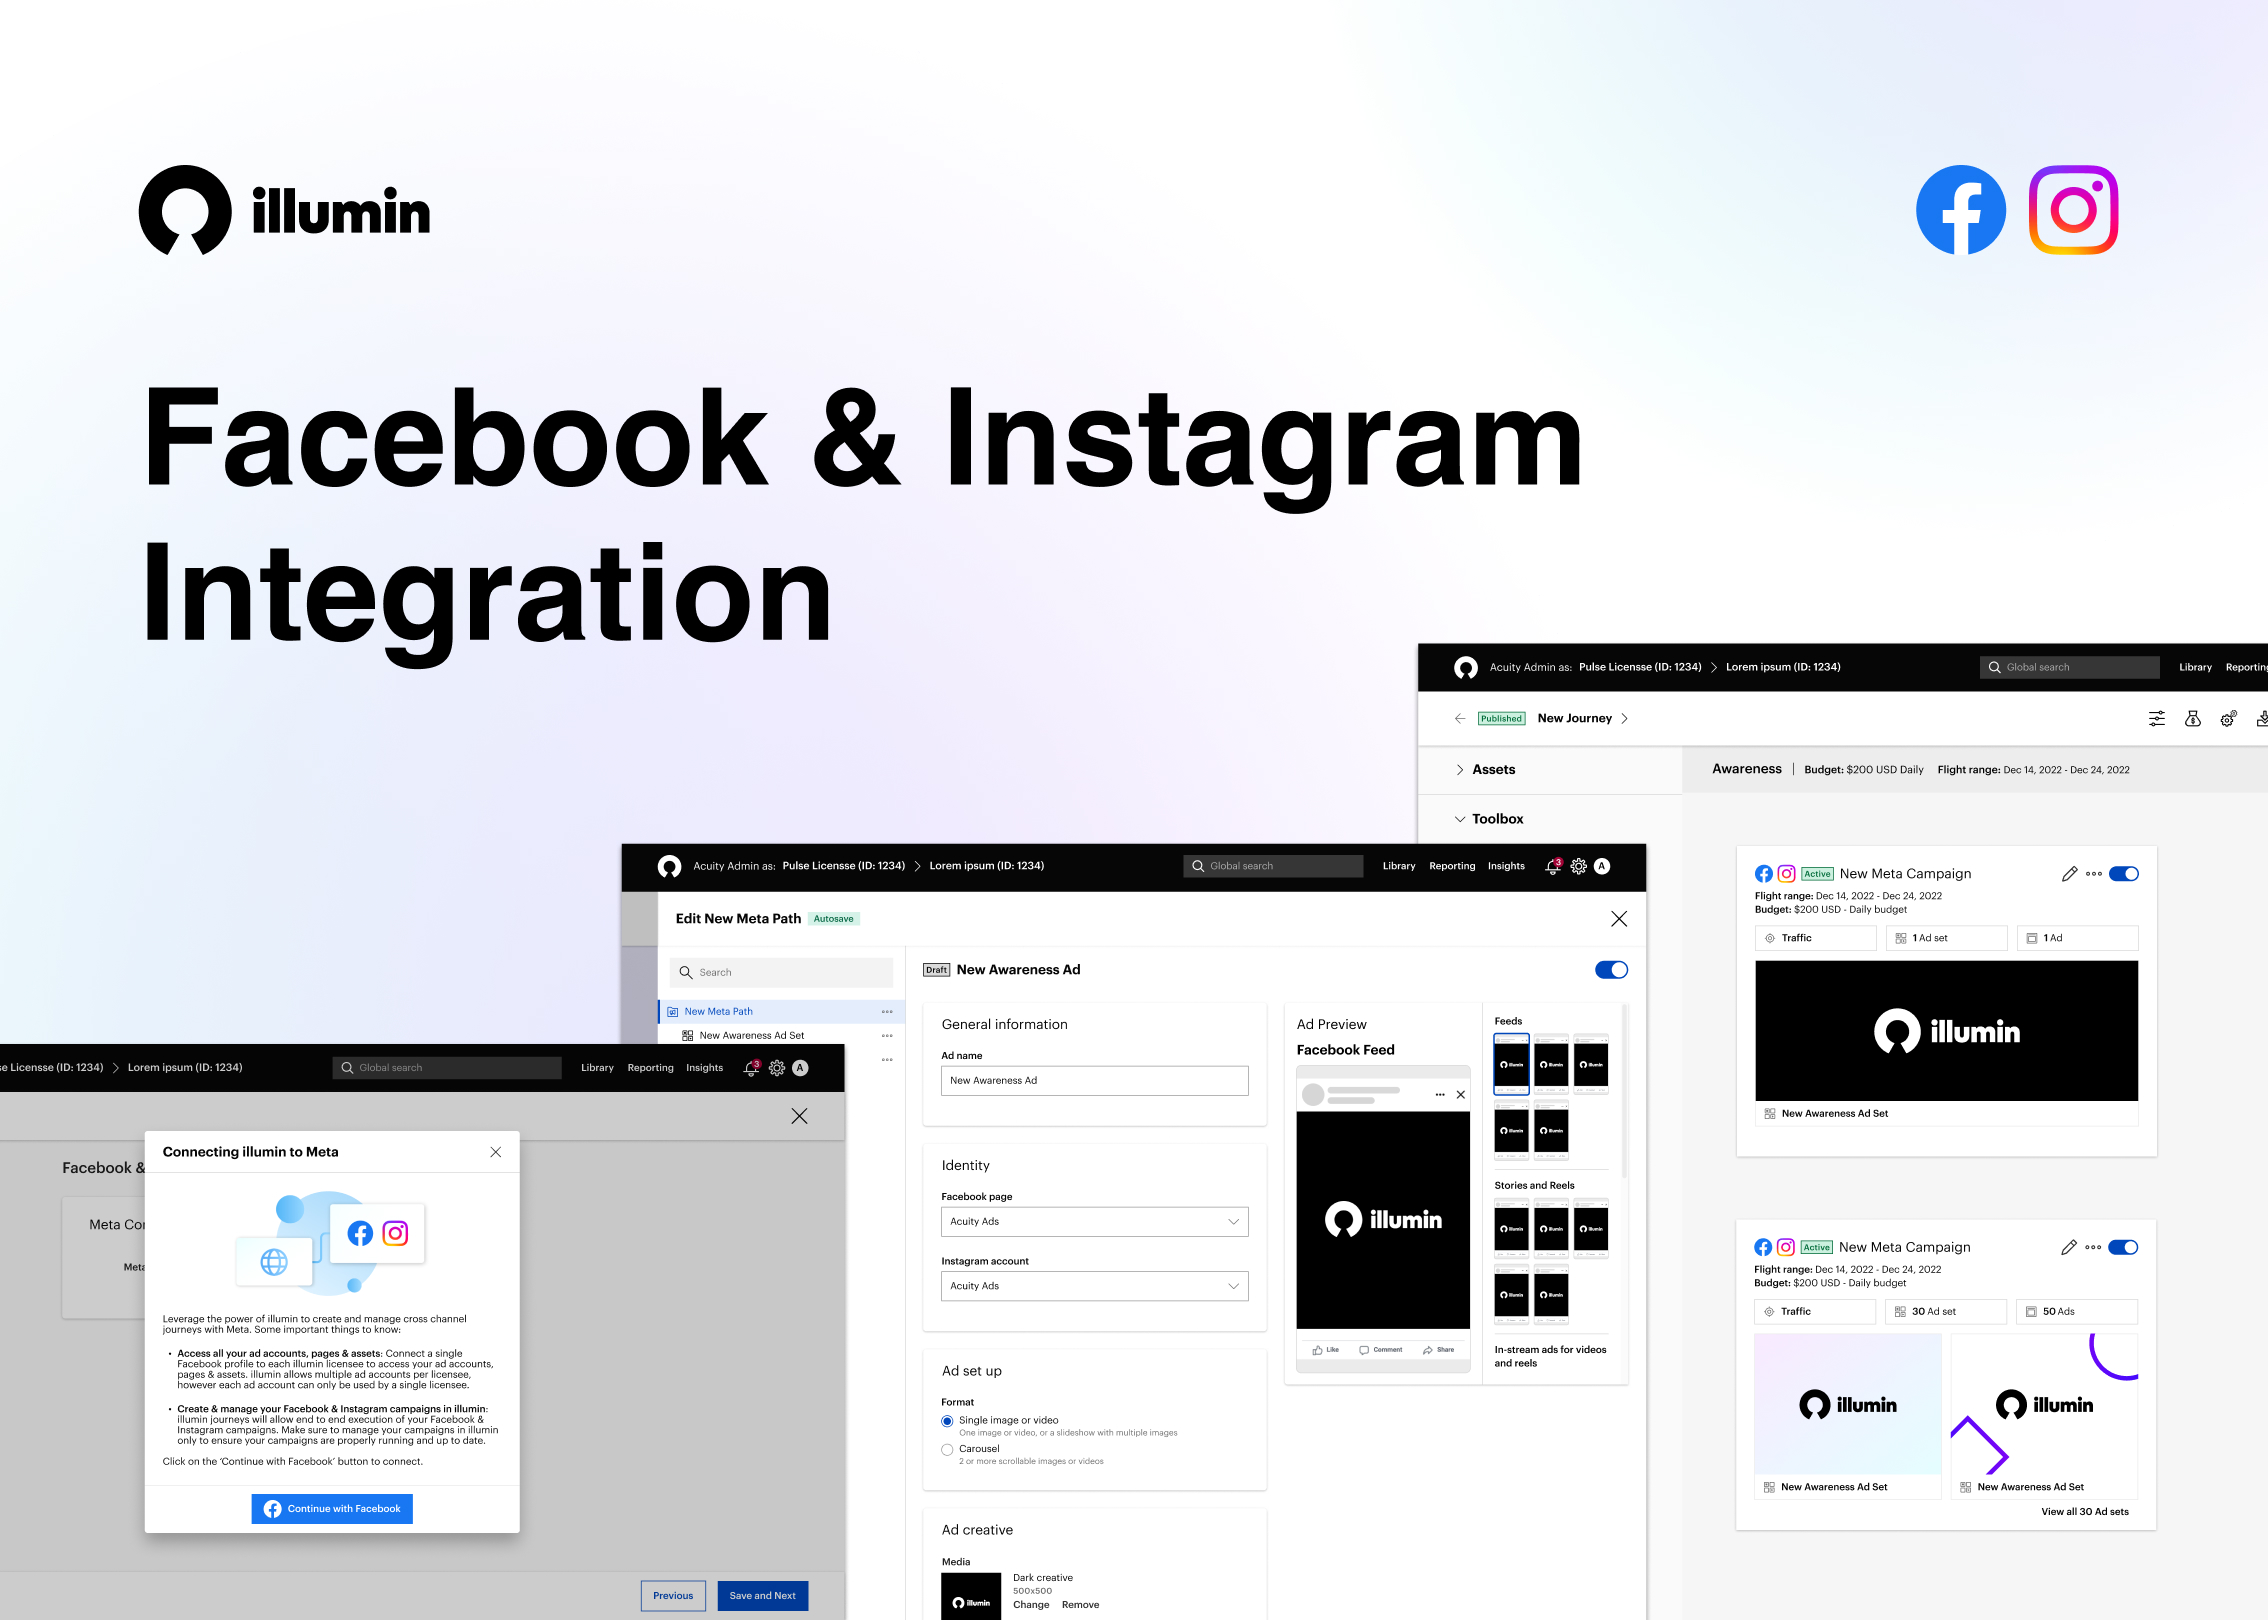 illumin
Facebook & Instagram
Integration
Acuity Admin as: Pulse Licensse (ID: 1234) > Lorem ipsum (ID: 1234)
Global search
Library
Published
New Journey
Assets
Toolbox
Awareness | Budget: $200 USD Daily Flight range: Dec 14, 2022 - Dec 24, 2022
Active New Meta Campaign
Flight range: Dec 14, 2022 - Dec 24, 2022
Budget: $200 USD - Daily budget
Traffic
1 Ad set
1 Ad
illumin
New Awareness Ad Set
Active New Meta Campaign
Flight range: Dec 14, 2022 - Dec 24, 2022
Budget: $200 USD - Daily budget
Traffic
30 Ad set
50 Ads
illumin
illumin
New Awareness Ad Set
New Awareness Ad Set
View all 30 Ad sets
Acuity Admin as: Pulse Licensse (ID: 1234) > Lorem ipsum (ID: 1234)
Global search
Library Reporting Insights
3
A
Edit New Meta Path Autosave
Search
New Meta Path
New Awareness Ad Set
Draft New Awareness Ad
General information
Ad name
New Awareness Ad
Identity
Facebook page
Acuity Ads
Instagram account
Acuity Ads
Ad set up
Format
Single image or video
One image or video, or a slideshow with multiple images
Carousel
2 or more scrollable images or videos
Ad creative
Media
illumin
Dark creative
500x500
Change Remove
Ad Preview
Facebook Feed
illumin
Like Comment Share
Feeds
illumin illumin illumin
illumin illumin
Stories and Reels
illumin illumin illumin
illumin illumin
In-stream ads for videos
and reels
Licensse (ID: 1234) > Lorem ipsum (ID: 1234)
Global search
Library Reporting Insights
3
A
Facebook &
Meta
Meta
Connecting illumin to Meta
Leverage the power of illumin to create and manage cross channel
journeys with Meta. Some important things to know:
• Access all your ad accounts, pages & assets: Connect a single
Facebook profile to each illumin licensee to access your ad accounts,
pages & assets. illumin allows multiple ad accounts per licensee,
however each ad account can only be used by a single licensee.
• Create & manage your Facebook & Instagram campaigns in illumin:
illumin journeys will allow end to end execution of your Facebook &
Instagram campaigns. Make sure to manage your campaigns in illumin
only to ensure your campaigns are properly running and up to date.
Click on the 'Continue with Facebook' button to connect.
Continue with Facebook
Previous
Save and Next